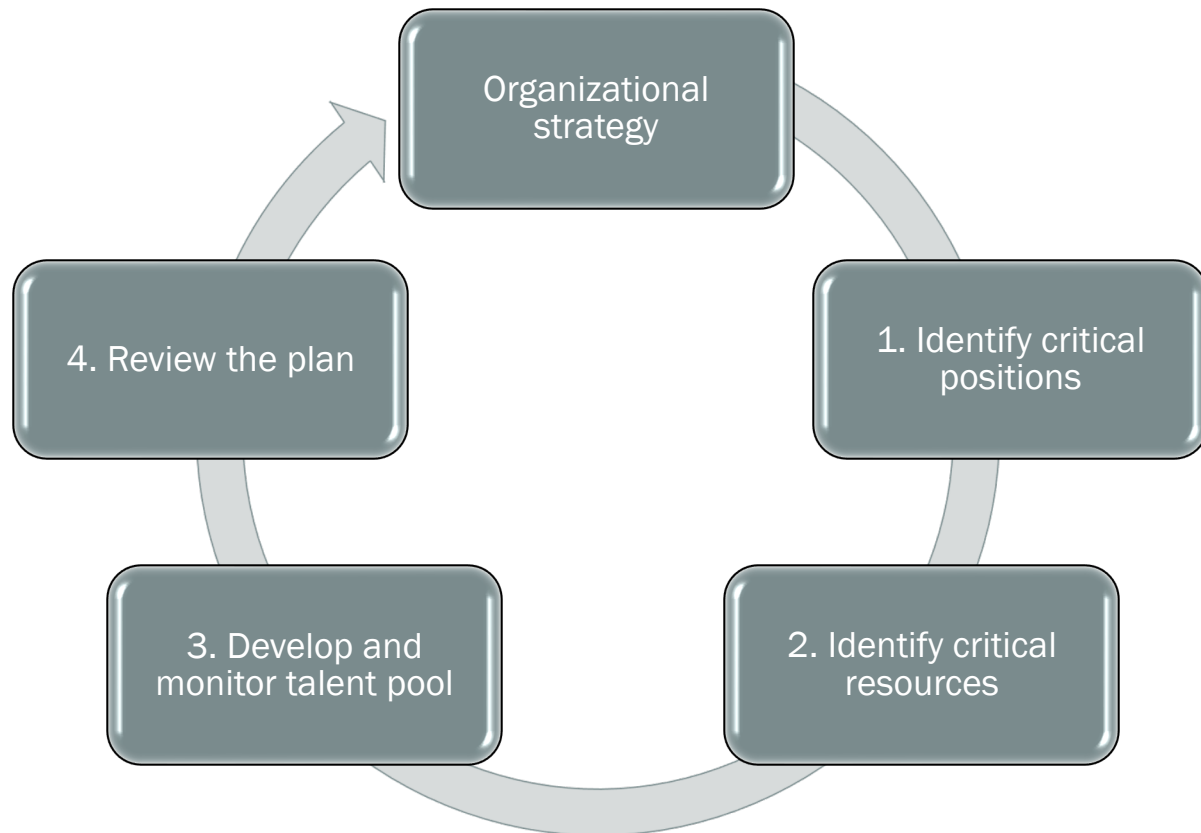 Organizational
strategy
1. Identify critical
positions
2. Identify critical
resources
3. Develop and
monitor talent pool
4. Review the plan